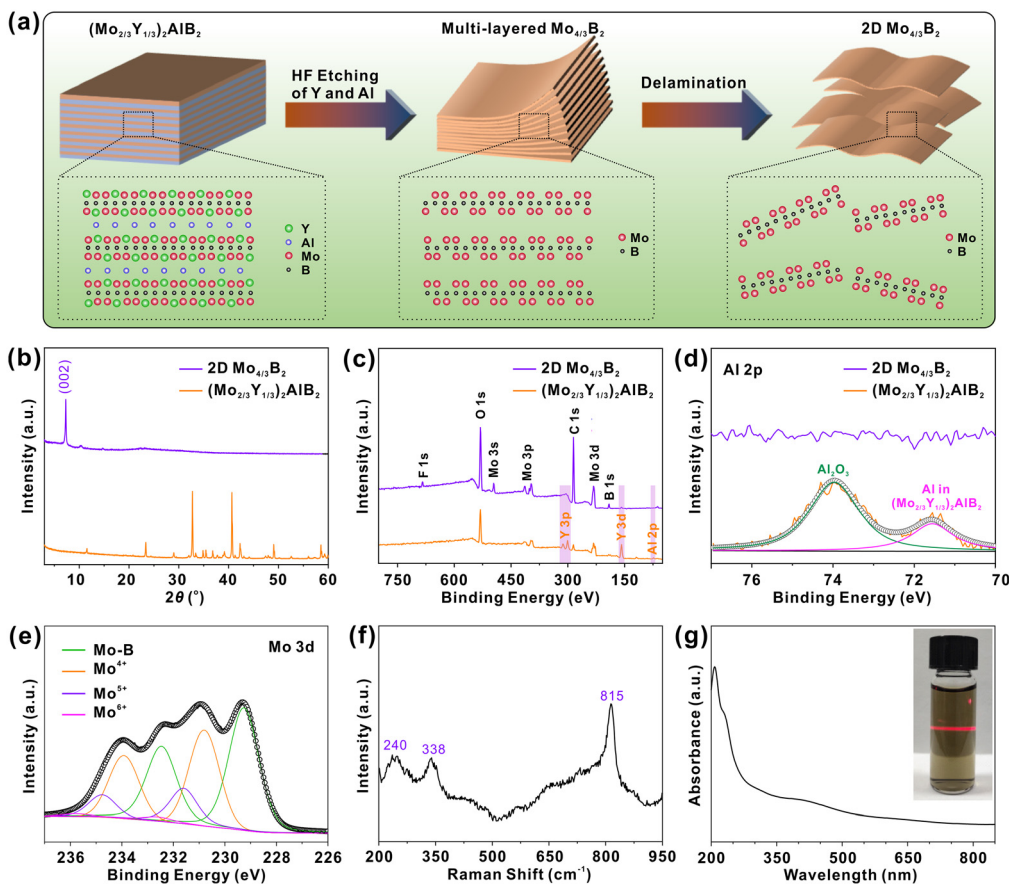 (a)
(Mo2/3Y1/3)2AlB2
Multi-layered Mo4/3B2
2D Mo4/3B2
HF Etching
of Y and Al
Delamination
Y
Al
Mo
B
Mo
B
Mo
B
(b)
(002)
2D Mo4/3B2
(Mo2/3Y1/3)2AlB2
Intensity (a.u.)
10 20 30 40 50 60
2θ (°)
(c)
2D Mo4/3B2
(Mo2/3Y1/3)2AlB2
F 1s
O 1s
Mo 3s
Mo 3p
C 1s
Mo 3d
B 1s
Y 3p
Y 3d
Al 2p
Intensity (a.u.)
750 600 450 300 150
Binding Energy (eV)
(d)
Al 2p
2D Mo4/3B2
(Mo2/3Y1/3)2AlB2
Al2O3
Al in
(Mo2/3Y1/3)2AlB2
Intensity (a.u.)
76 74 72 70
Binding Energy (eV)
(e)
Mo 3d
Mo-B
Mo4+
Mo5+
Mo6+
Intensity (a.u.)
236 234 232 230 228 226
Binding Energy (eV)
(f)
240
338
815
Intensity (a.u.)
200 350 500 650 800 950
Raman Shift (cm-1)
(g)
Absorbance (a.u.)
200 350 500 650 800
Wavelength (nm)